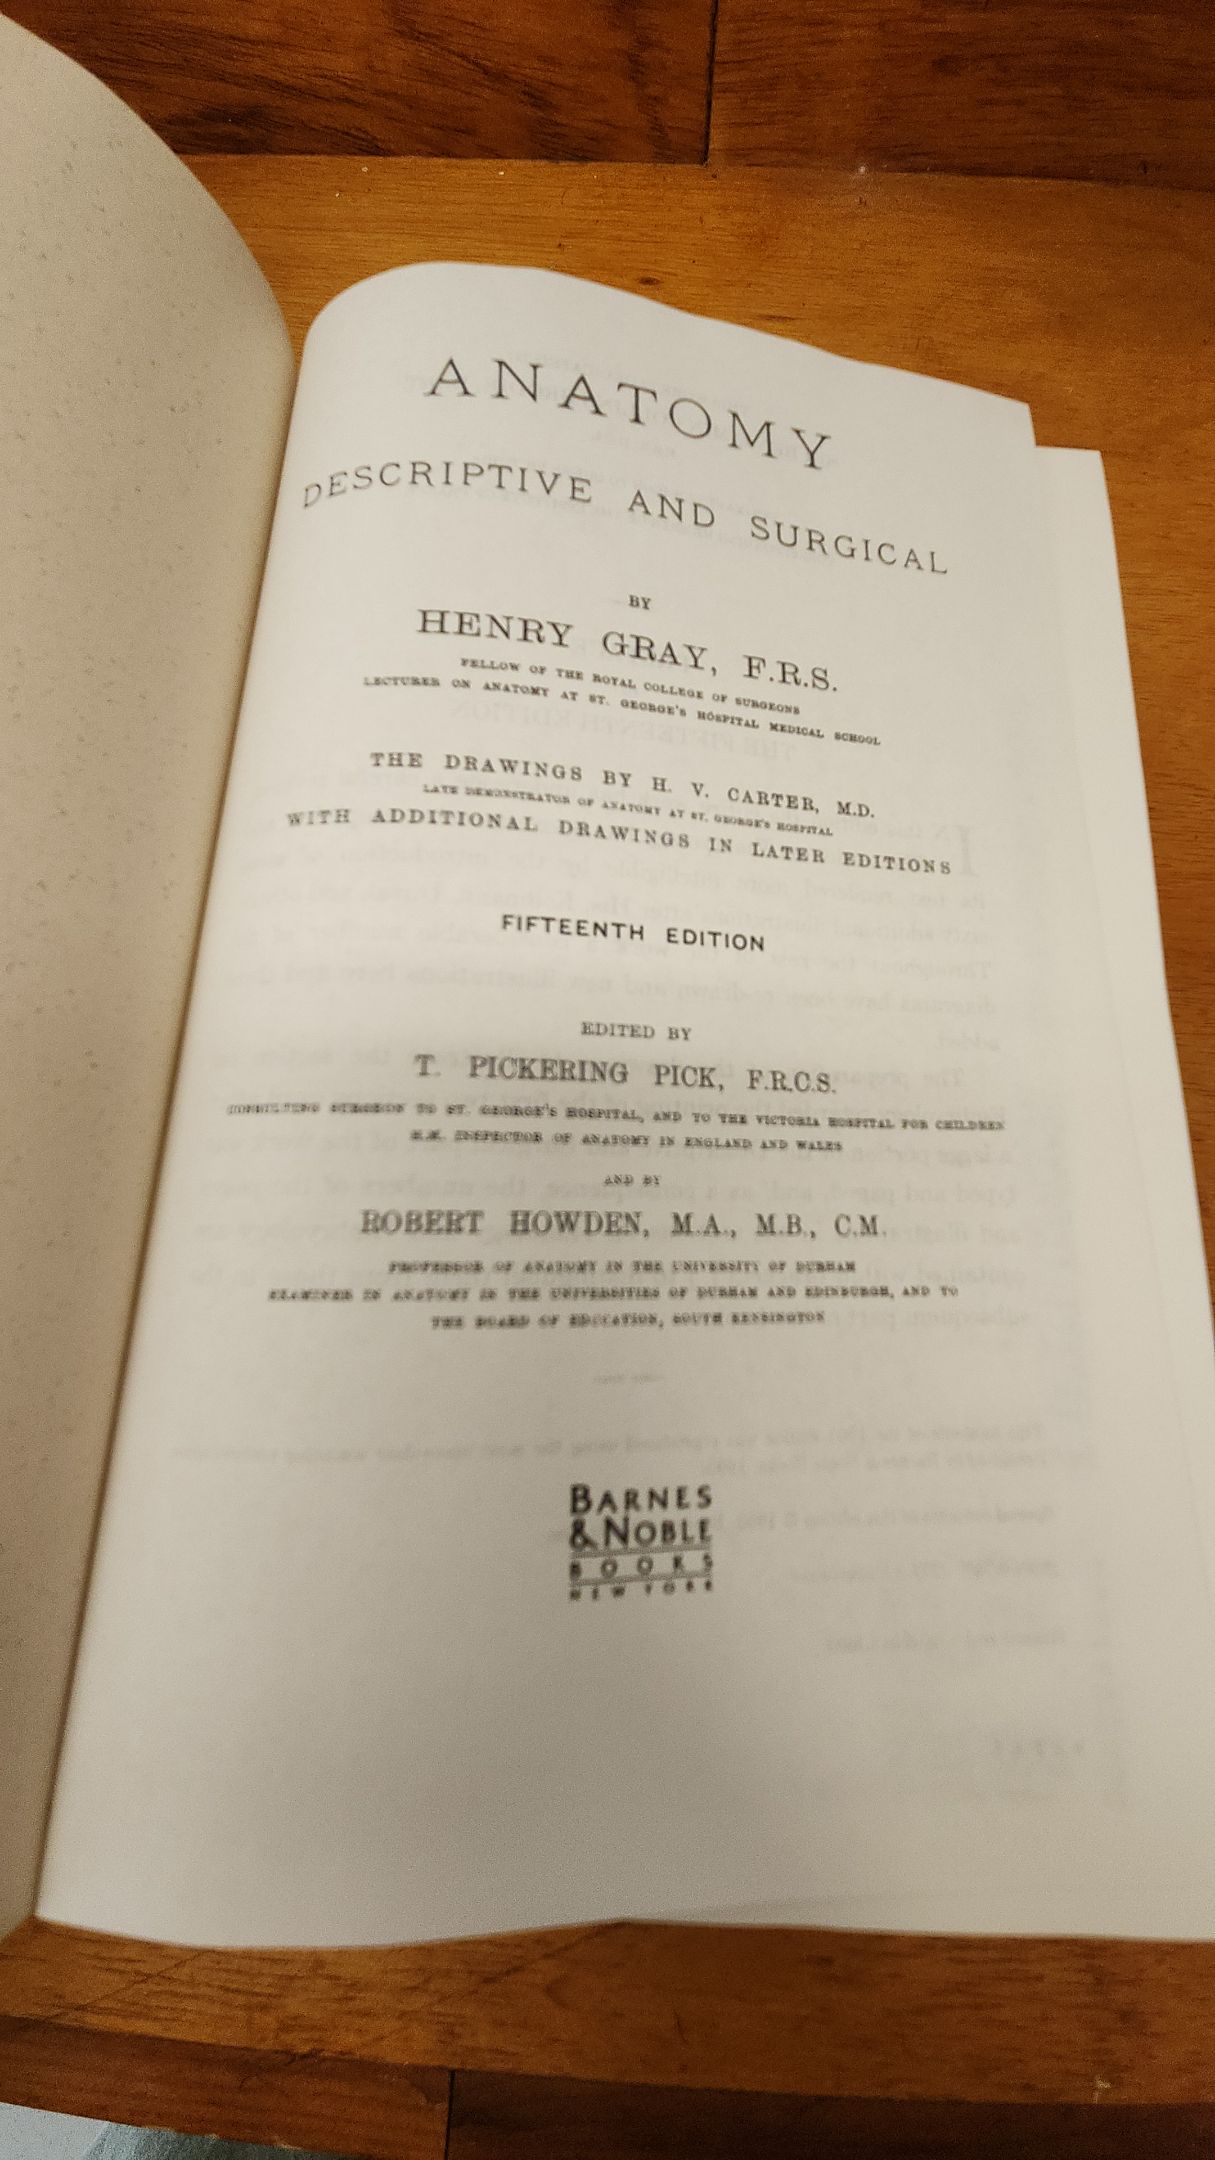 ANATOMY
DESCRIPTIVE AND SURGICAL
BY
HENRY GRAY, F.R.S.
FELLOW OF THE ROYAL COLLEGE OF SURGEONS
LECTURER ON ANATOMY AT ST. GEORGE'S HOSPITAL MEDICAL SCHOOL
THE DRAWINGS BY H. V. CARTER, M.D.
LATE DEMONSTRATOR OF ANATOMY AT ST. GEORGE'S HOSPITAL
WITH ADDITIONAL DRAWINGS IN LATER EDITIONS
FIFTEENTH EDITION
EDITED BY
T. PICKERING PICK, F.R.C.S.
CONSULTING SURGEON TO ST. GEORGE'S HOSPITAL, AND TO THE VICTORIA HOSPITAL FOR CHILDREN
H.M. INSPECTOR OF ANATOMY IN ENGLAND AND WALES
AND BY
ROBERT HOWDEN, M.A., M.B., C.M.
PROFESSOR OF ANATOMY IN THE UNIVERSITY OF DURHAM
EXAMINER IN ANATOMY IN THE UNIVERSITIES OF DURHAM AND EDINBURGH, AND TO
THE BOARD OF EDUCATION, SOUTH KENSINGTON
BARNES
& NOBLE
BOOKS
NEW YORK